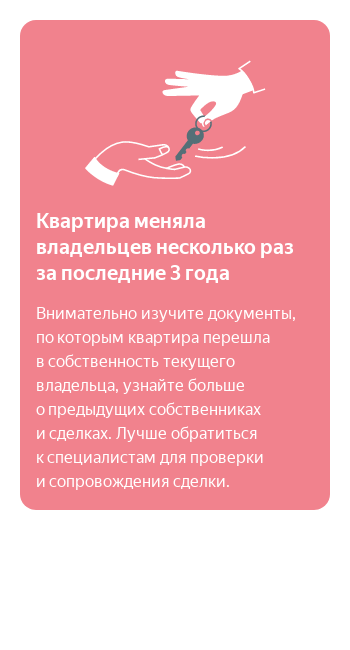 Квартира меняла
владельцев несколько раз
за последние 3 года
Внимательно изучите документы,
по которым квартира перешла
в собственность текущего
владельца, узнайте больше
о предыдущих собственниках
и сделках. Лучше обратиться
к специалистам для проверки
и сопровождения сделки.